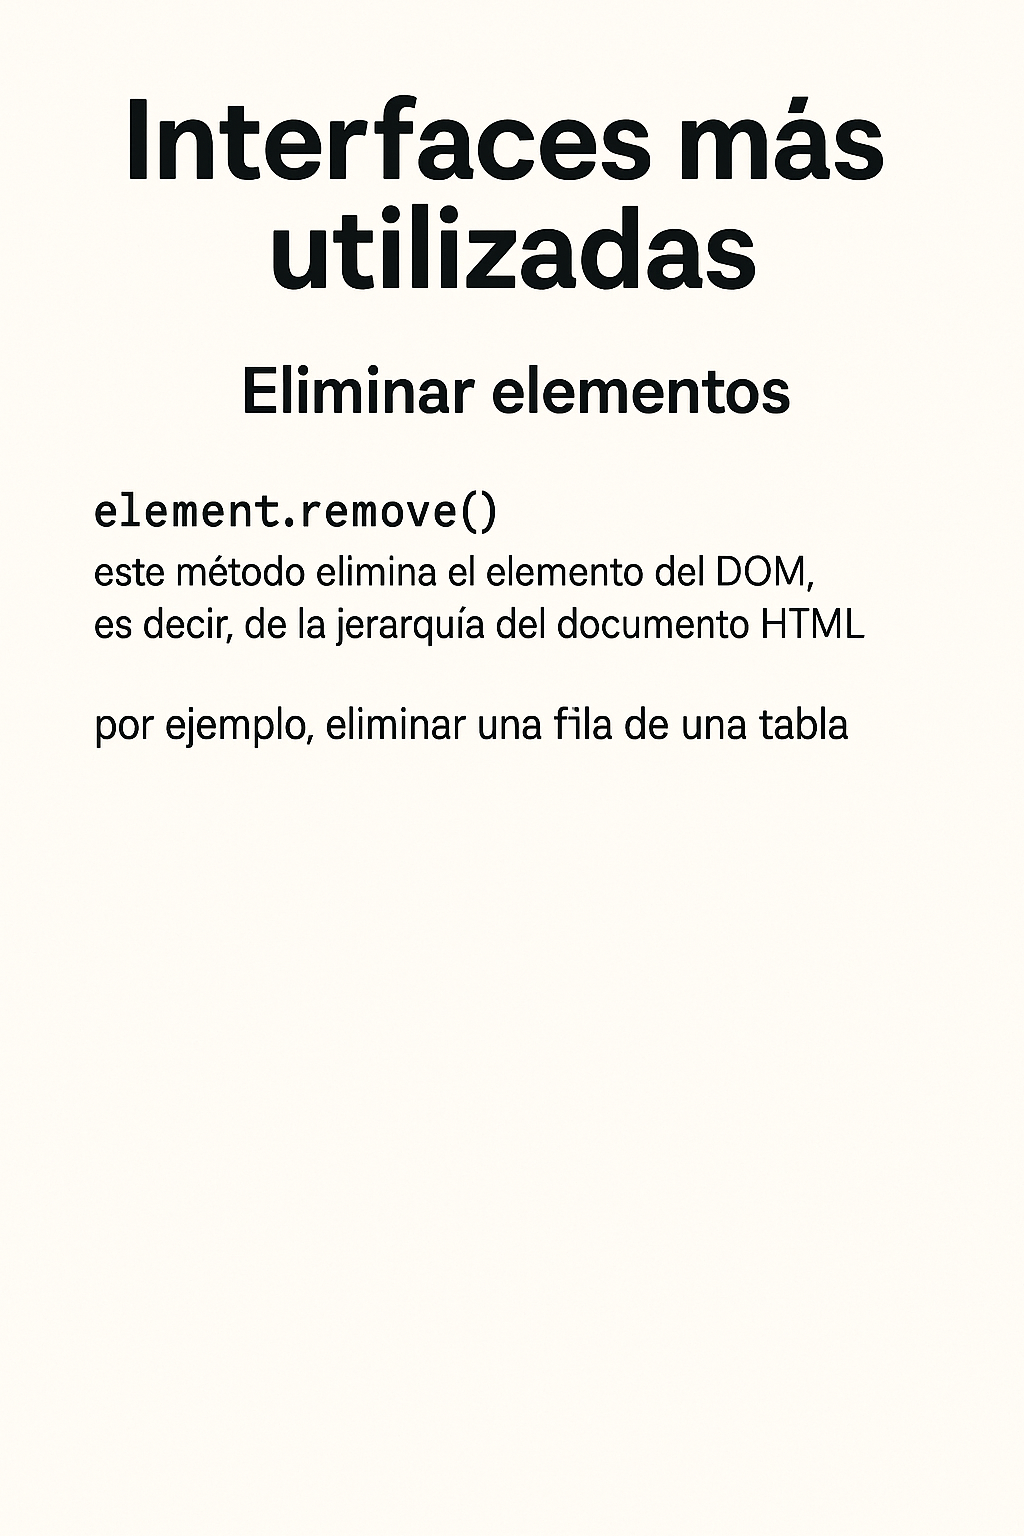 Interfaces más
utilizadas
Eliminar elementos
element.remove()
este método elimina el elemento del DOM,
es decir, de la jerarquía del documento HTML
por ejemplo, eliminar una fila de una tabla